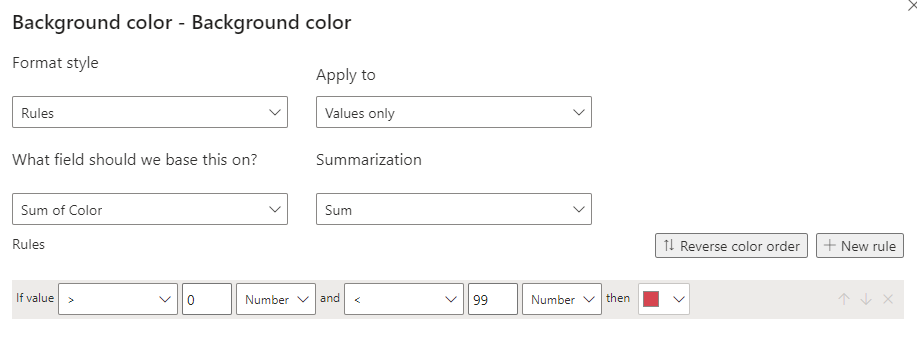 Background color - Background color
Format style
Apply to
Rules
Values only
What field should we base this on?
Summarization
Sum of Color
Sum
Rules
Reverse color order
New rule
If value > 0 Number and < 99 Number then